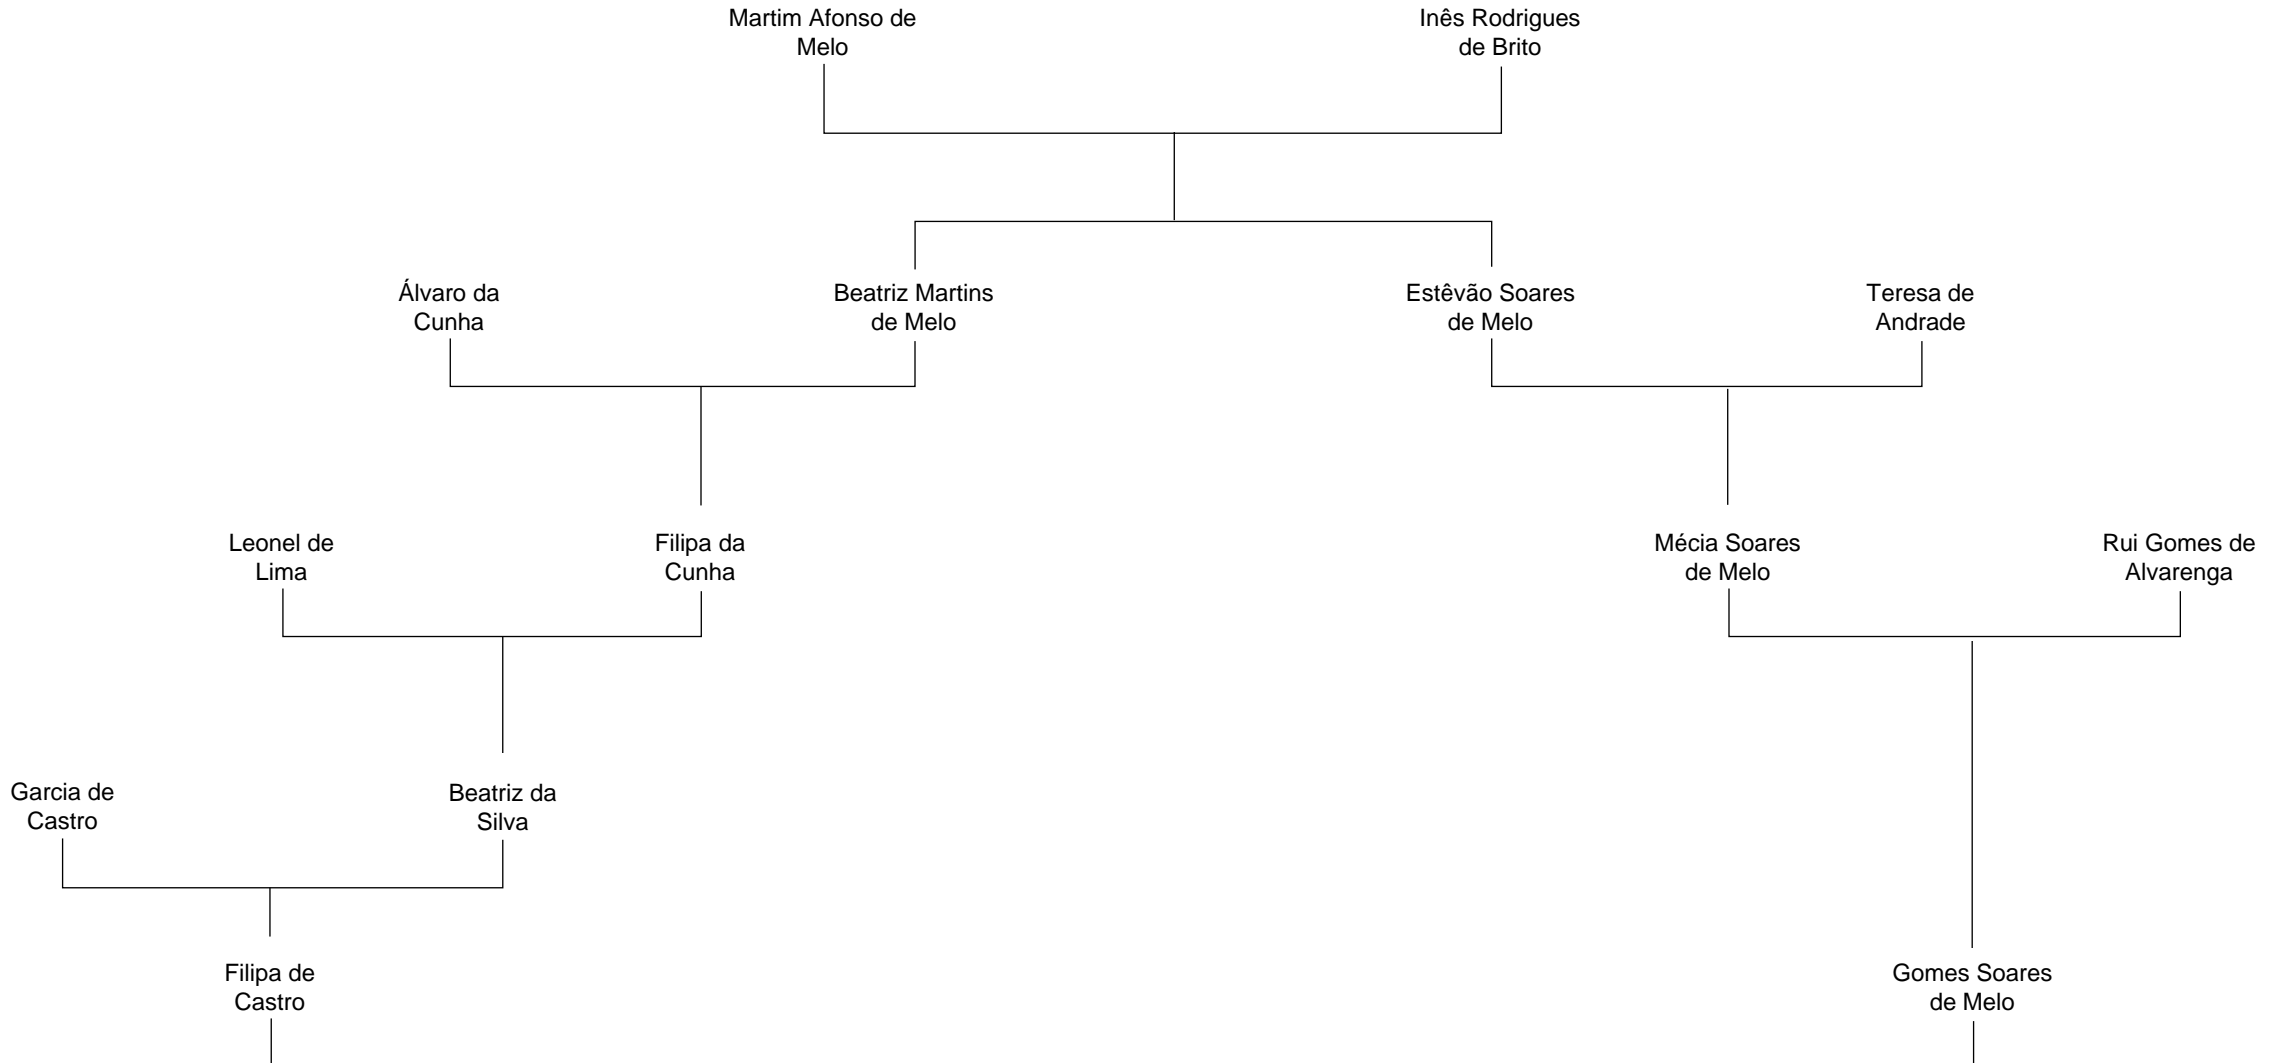 Martim Afonso de
Melo
Inês Rodrigues
de Brito
Álvaro da
Cunha
Beatriz Martins
de Melo
Estêvão Soares
de Melo
Teresa de
Andrade
Leonel de
Lima
Filipa da
Cunha
Mécia Soares
de Melo
Rui Gomes de
Alvarenga
Garcia de
Castro
Beatriz da
Silva
Filipa de
Castro
Gomes Soares
de Melo